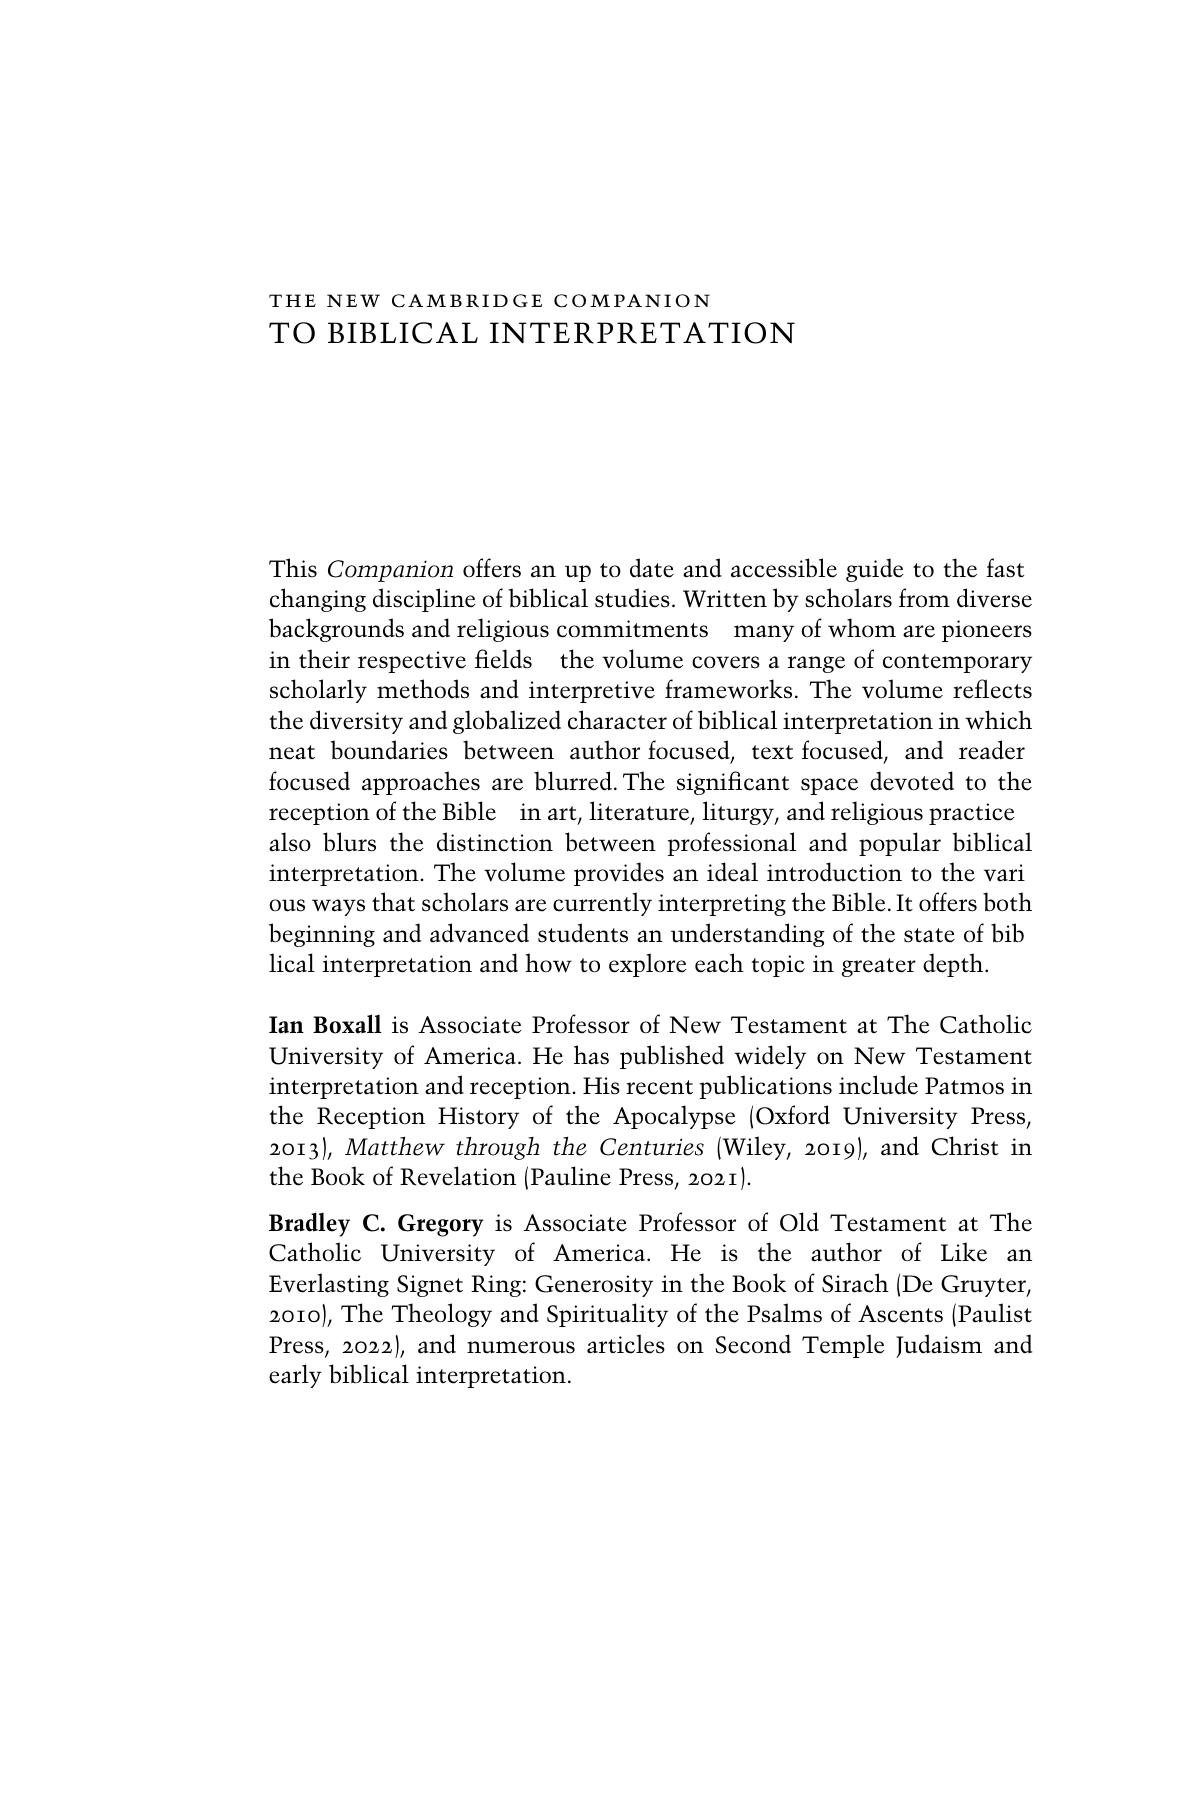 THE NEW CAMBRIDGE COMPANION
TO BIBLICAL INTERPRETATION
This Companion offers an up to date and accessible guide to the fast
changing discipline of biblical studies. Written by scholars from diverse
backgrounds and religious commitments many of whom are pioneers
in their respective fields the volume covers a range of contemporary
scholarly methods and interpretive frameworks. The volume reflects
the diversity and globalized character of biblical interpretation in which
neat boundaries between author focused, text focused, and reader
focused approaches are blurred. The significant space devoted to the
reception of the Bible in art, literature, liturgy, and religious practice
also blurs the distinction between professional and popular biblical
interpretation. The volume provides an ideal introduction to the vari
ous ways that scholars are currently interpreting the Bible. It offers both
beginning and advanced students an understanding of the state of bib
lical interpretation and how to explore each topic in greater depth.
Ian Boxall is Associate Professor of New Testament at The Catholic
University of America. He has published widely on New Testament
interpretation and reception. His recent publications include Patmos in
the Reception History of the Apocalypse (Oxford University Press,
2013), Matthew through the Centuries (Wiley, 2019), and Christ in
the Book of Revelation (Pauline Press, 2021).
Bradley C. Gregory is Associate Professor of Old Testament at The
Catholic University of America. He is the author of Like an
Everlasting Signet Ring: Generosity in the Book of Sirach (De Gruyter,
2010), The Theology and Spirituality of the Psalms of Ascents (Paulist
Press, 2022), and numerous articles on Second Temple Judaism and
early biblical interpretation.